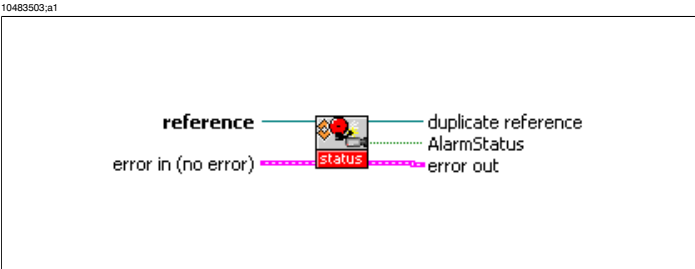 10483503;a1
reference
duplicate reference
AlarmStatus
error in (no error)
status
error out